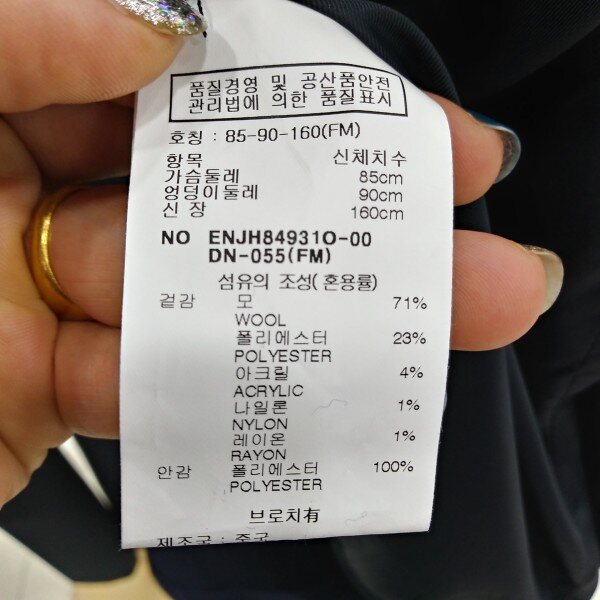 품질경영 및 공산품안전
관리법에 의한 품질표시
호칭 : 85-90-160(FM)
항목 신체치수
가슴둘레 85cm
엉덩이둘레 90cm
신 장 160cm
NO ENJH84931O-00
DN-055(FM)
섬유의 조성( 혼용률)
겉감 모 71%
WOOL
폴리에스터 23%
POLYESTER
아크릴 4%
ACRYLIC
나일론 1%
NYLON
레이온 1%
RAYON
안감 폴리에스터 100%
POLYESTER
브로치有
제조국 : 중국